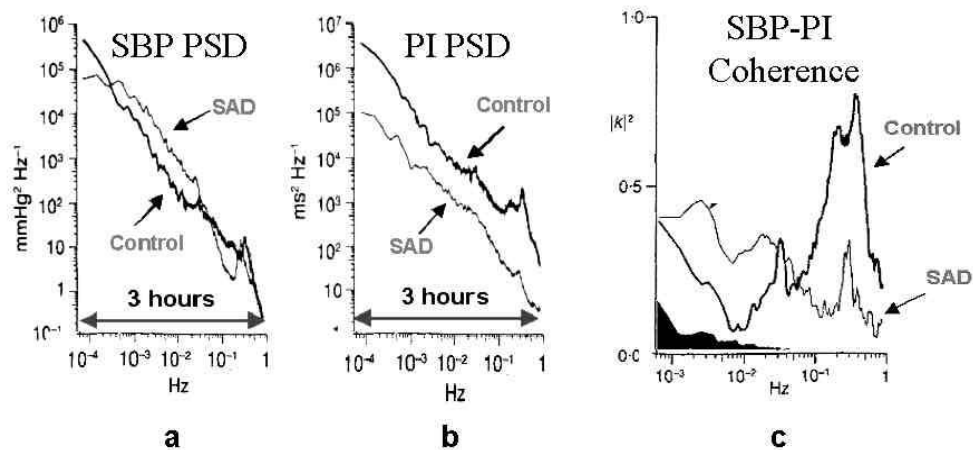 SBP PSD
mmHg² Hz⁻¹
10⁶
10⁵
10⁴
10³
10²
10
1
10⁻¹
SAD
Control
3 hours
10⁻⁴ 10⁻³ 10⁻² 10⁻¹ 1
Hz
a
PI PSD
ms² Hz⁻¹
10⁷
10⁶
10⁵
10⁴
10³
10²
10
1
Control
SAD
3 hours
10⁻⁴ 10⁻³ 10⁻² 10⁻¹ 1
Hz
b
SBP-PI
Coherence
|K|²
1·0
0·5
0·0
Control
SAD
10⁻³ 10⁻² 10⁻¹ 1
Hz
c